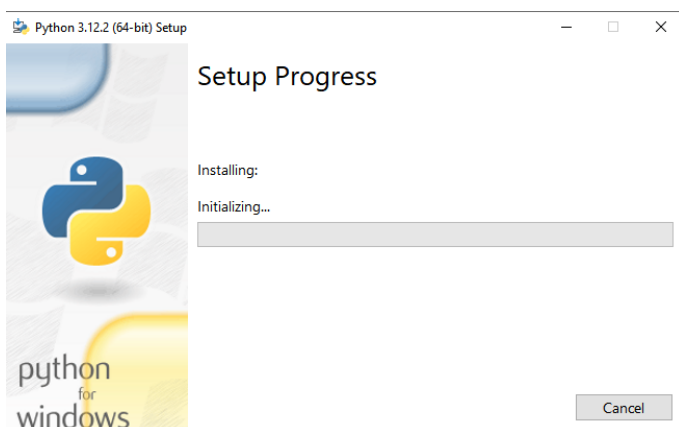 Python 3.12.2 (64-bit) Setup
Setup Progress
Installing:
Initializing...
python
for
windows
Cancel